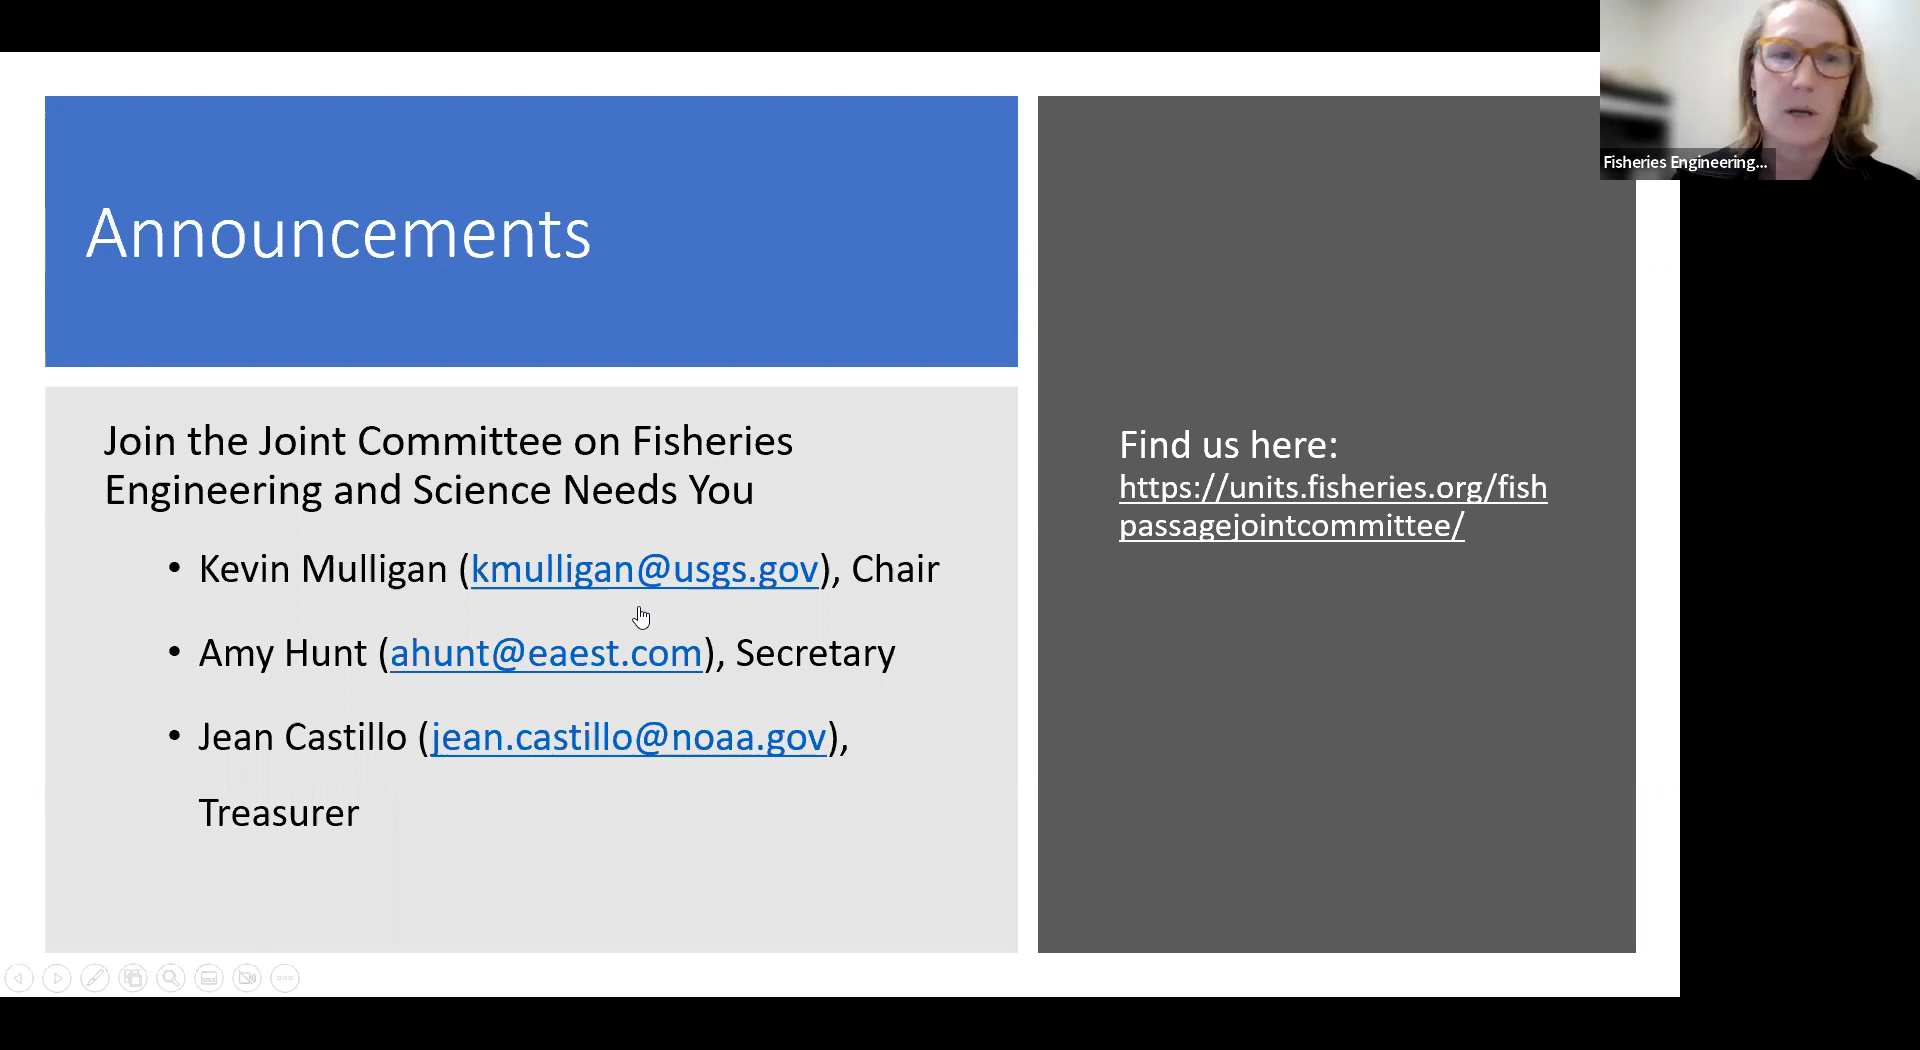 Announcements
Join the Joint Committee on Fisheries
Engineering and Science Needs You
• Kevin Mulligan (kmulligan@usgs.gov), Chair
• Amy Hunt (ahunt@eaest.com), Secretary
• Jean Castillo (jean.castillo@noaa.gov),
Treasurer
Find us here:
https://units.fisheries.org/fish
passagejointcommittee/
Fisheries Engineering...